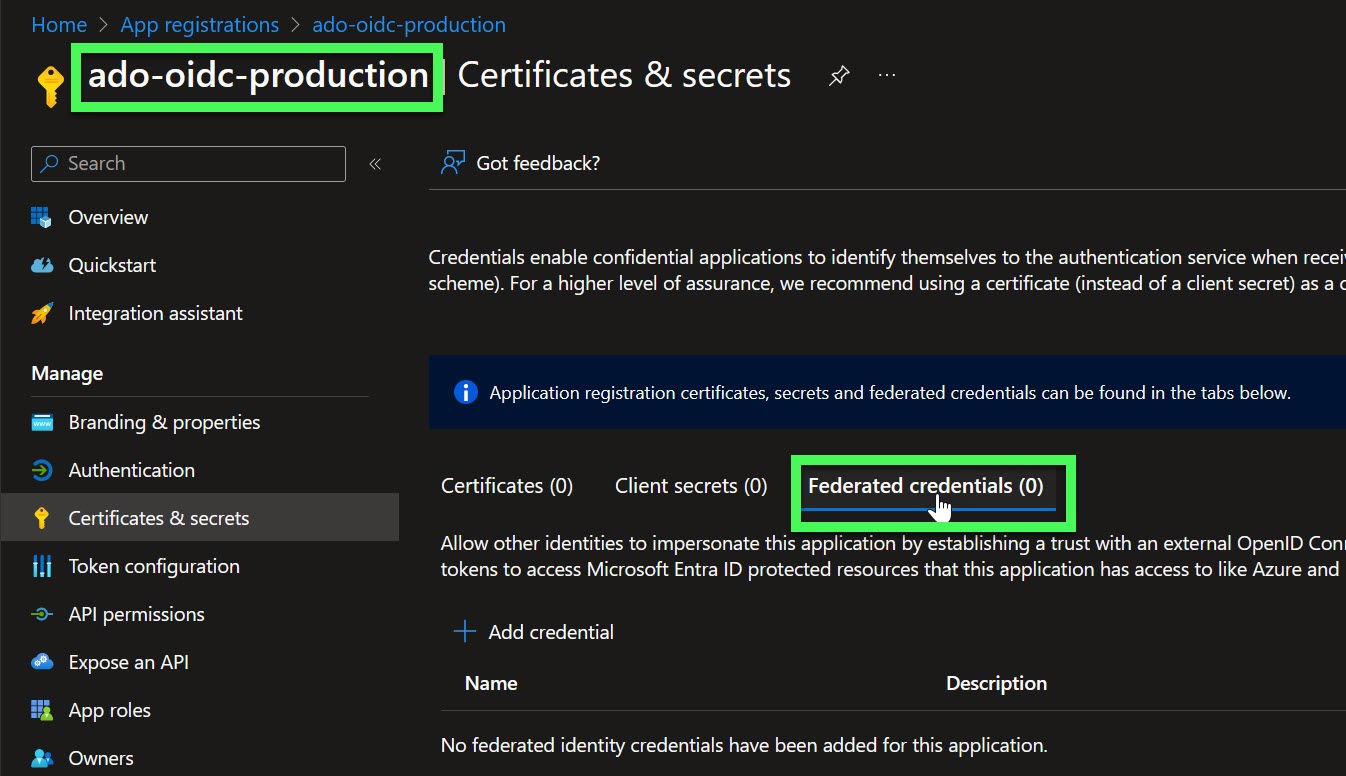 Home > App registrations > ado-oidc-production
ado-oidc-production | Certificates & secrets
Search
Got feedback?
Overview
Quickstart
Integration assistant
Manage
Branding & properties
Authentication
Certificates & secrets
Token configuration
API permissions
Expose an API
App roles
Owners
Credentials enable confidential applications to identify themselves to the authentication service when
scheme). For a higher level of assurance, we recommend using a certificate (instead of a client secret) as a
Application registration certificates, secrets and federated credentials can be found in the tabs below.
Certificates (0) Client secrets (0) Federated credentials (0)
Allow other identities to impersonate this application by establishing a trust with an external OpenID
tokens to access Microsoft Entra ID protected resources that this application has access to like Azure and
Add credential
Name Description
No federated identity credentials have been added for this application.